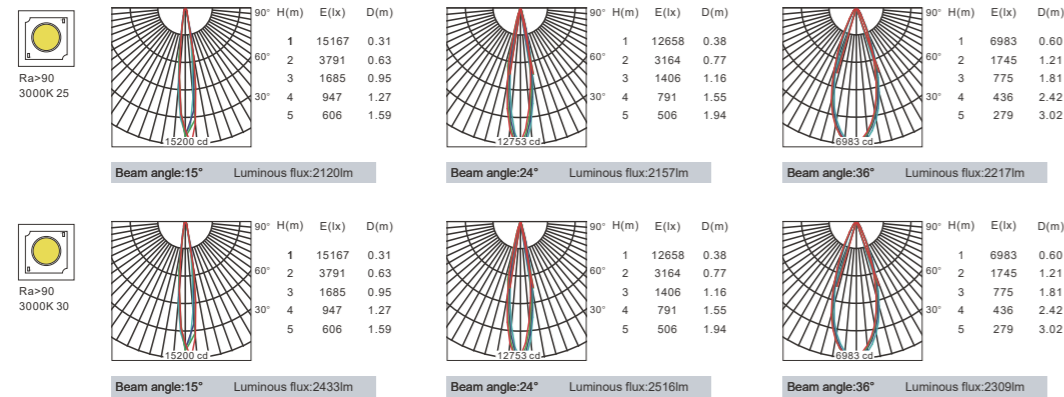 90° H(m) E(lx) D(m)
1 15167 0.31
60° 2 3791 0.63
3 1685 0.95
30° 4 947 1.27
5 606 1.59
15200 cd
Beam angle:15° Luminous flux:2120lm
90° H(m) E(lx) D(m)
1 12658 0.38
60° 2 3164 0.77
3 1406 1.16
30° 4 791 1.55
5 506 1.94
12753 cd
Beam angle:24° Luminous flux:2157lm
90° H(m) E(lx) D(m)
1 6983 0.60
60° 2 1745 1.21
3 775 1.81
30° 4 436 2.42
5 279 3.02
6983 cd
Beam angle:36° Luminous flux:2217lm
Ra>90
3000K 25
90° H(m) E(lx) D(m)
1 15167 0.31
60° 2 3791 0.63
3 1685 0.95
30° 4 947 1.27
5 606 1.59
15200 cd
Beam angle:15° Luminous flux:2433lm
90° H(m) E(lx) D(m)
1 12658 0.38
60° 2 3164 0.77
3 1406 1.16
30° 4 791 1.55
5 506 1.94
12753 cd
Beam angle:24° Luminous flux:2516lm
90° H(m) E(lx) D(m)
1 6983 0.60
60° 2 1745 1.21
3 775 1.81
30° 4 436 2.42
5 279 3.02
6983 cd
Beam angle:36° Luminous flux:2309lm
Ra>90
3000K 30